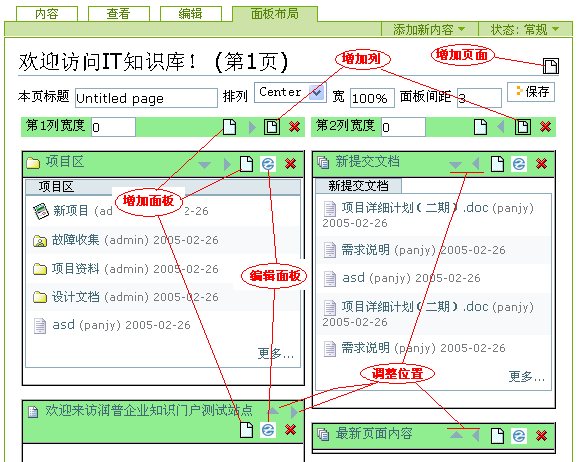 内容 查看 编辑 面板布局
添加新内容 状态: 常规
欢迎访问IT知识库！ (第1页)
增加列
增加页面
本页标题 Untitled page 排列 Center 宽 100% 面板间距 3 保存
第1列宽度 0
第2列宽度 0
项目区
项目区
新项目 (ad 2-26
故障收集 (admin) 2005-02-26
项目资料 (admin) 2005-02-26
设计文档 (admin) 2005-02-26
asd (panjy) 2005-02-26
更多...
增加面板
编辑面板
新提交文档
新提交文档
项目详细计划（二期）.doc (panjy)
2005-02-26
需求说明 (panjy) 2005-02-26
asd (panjy) 2005-02-26
项目详细计划（二期）.doc (panjy)
2005-02-26
需求说明 (panjy) 2005-02-26
更多...
调整位置
欢迎来访润普企业知识门户测试站点
最新页面内容